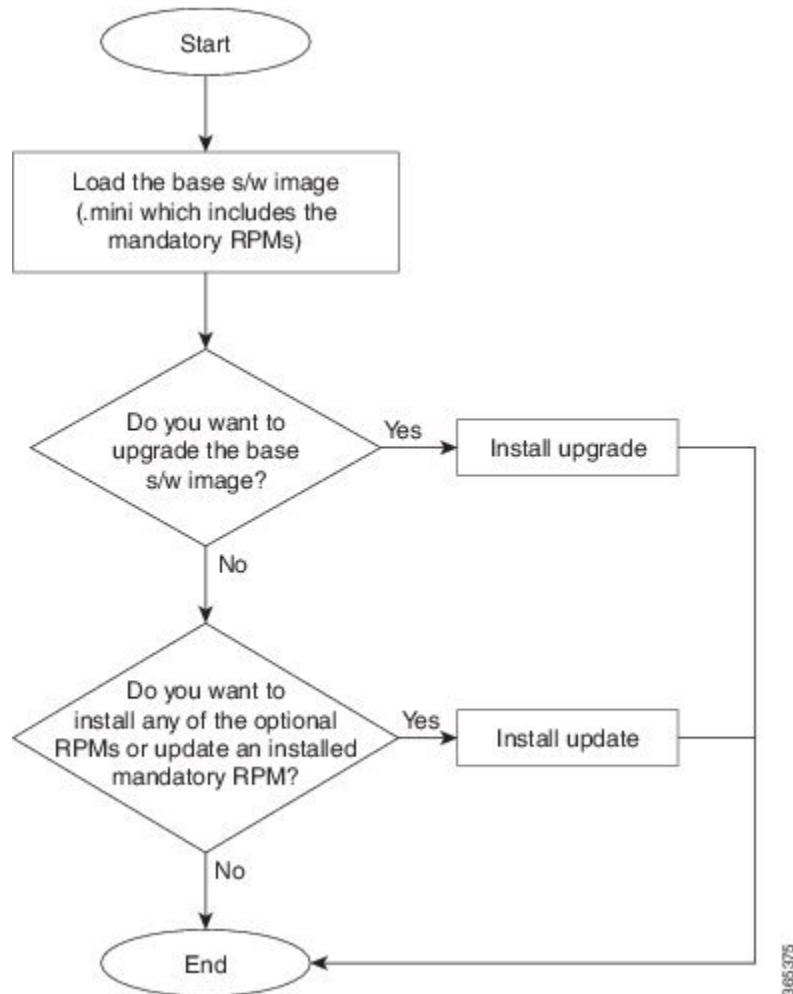 Start
Load the base s/w image
(.mini which includes the
mandatory RPMs)
Do you want to
upgrade the base
s/w image?
Yes
Install upgrade
No
Do you want to
install any of the optional
RPMs or update an installed
mandatory RPM?
Yes
Install update
No
End
365375